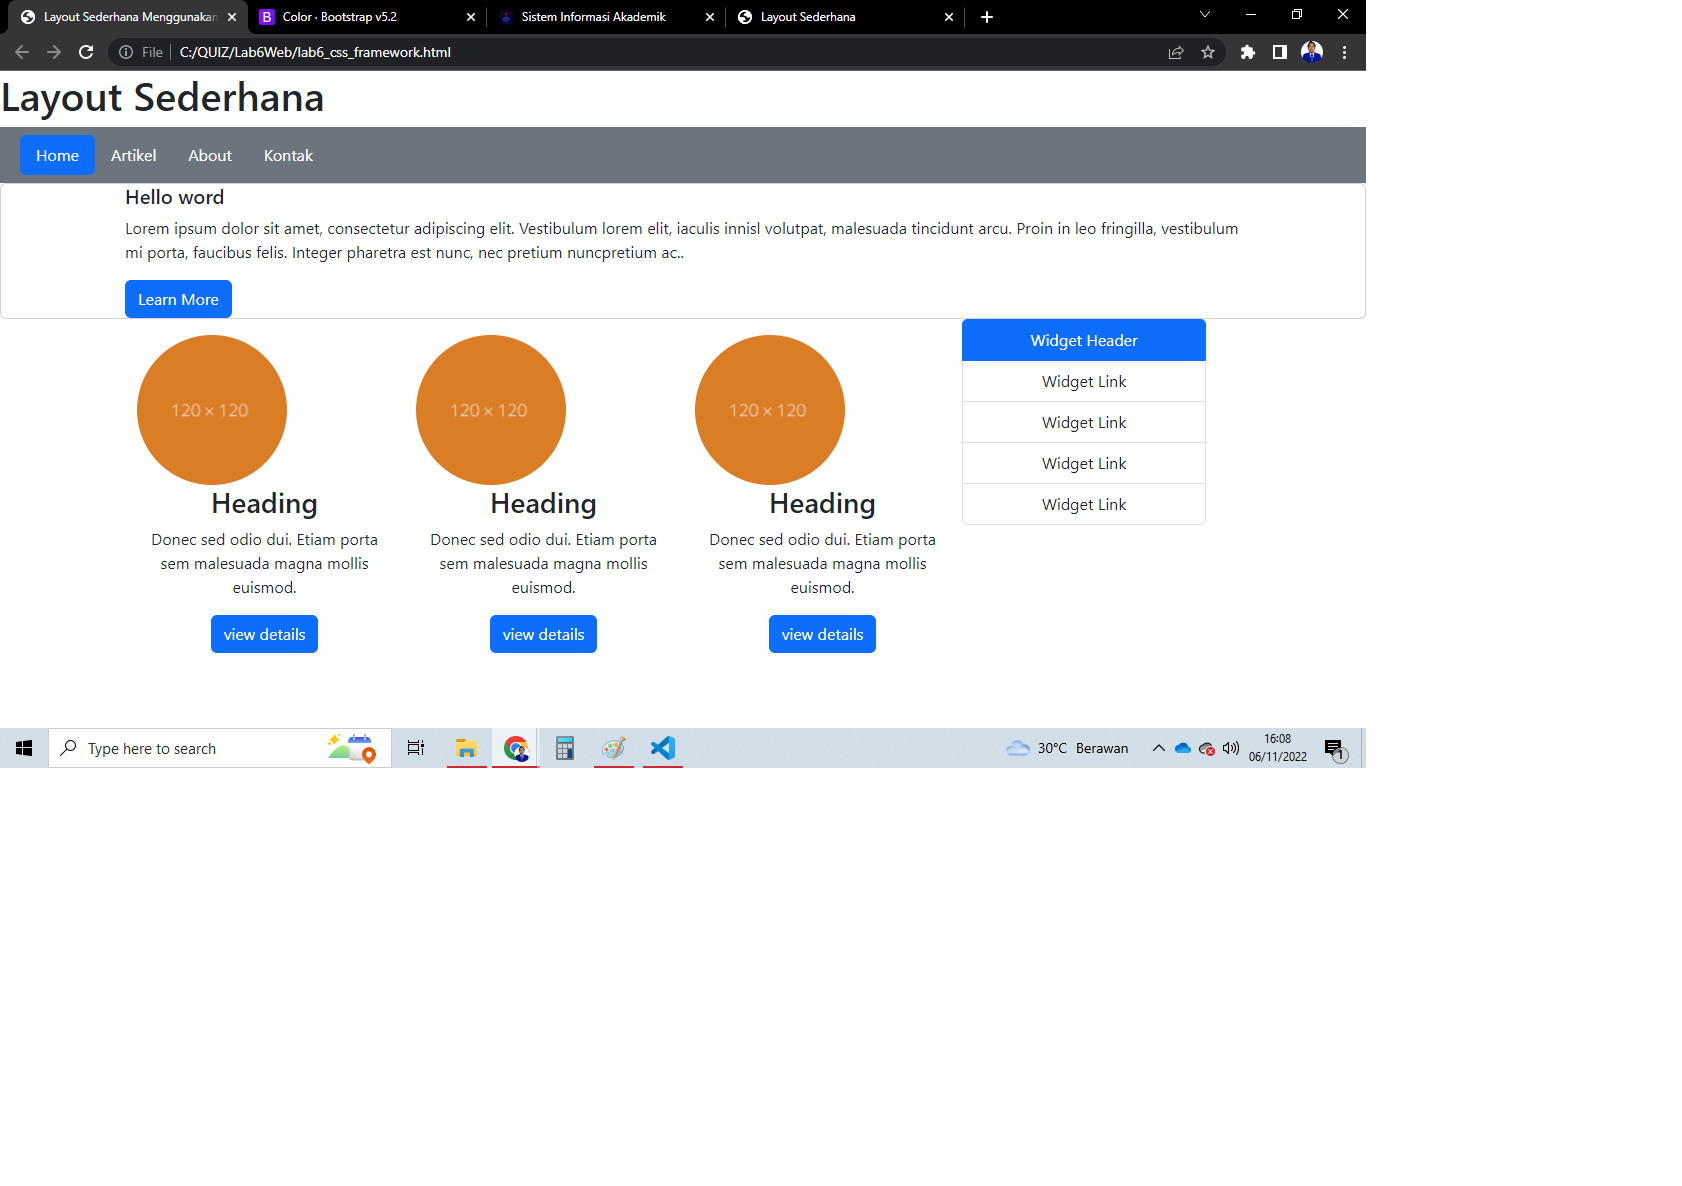 Layout Sederhana Menggunakan
Color · Bootstrap v5.2
Sistem Informasi Akademik
Layout Sederhana
File
C:/QUIZ/Lab6Web/lab6_css_framework.html
Layout Sederhana
Home Artikel About Kontak
Hello word
Lorem ipsum dolor sit amet, consectetur adipiscing elit. Vestibulum lorem elit, iaculis innisl volutpat, malesuada tincidunt arcu. Proin in leo fringilla, vestibulum
mi porta, faucibus felis. Integer pharetra est nunc, nec pretium nuncpretium ac..
Learn More
120 × 120
Heading
Donec sed odio dui. Etiam porta
sem malesuada magna mollis
euismod.
view details
120 × 120
Heading
Donec sed odio dui. Etiam porta
sem malesuada magna mollis
euismod.
view details
120 × 120
Heading
Donec sed odio dui. Etiam porta
sem malesuada magna mollis
euismod.
view details
Widget Header
Widget Link
Widget Link
Widget Link
Widget Link
Type here to search
30°C Berawan
16:08
06/11/2022
1